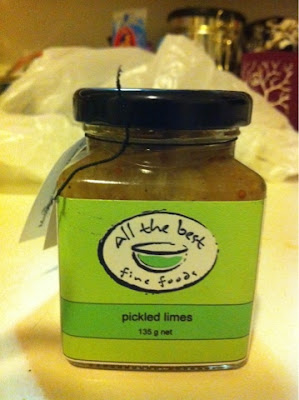 all the best
fine foods
pickled limes
135 g net